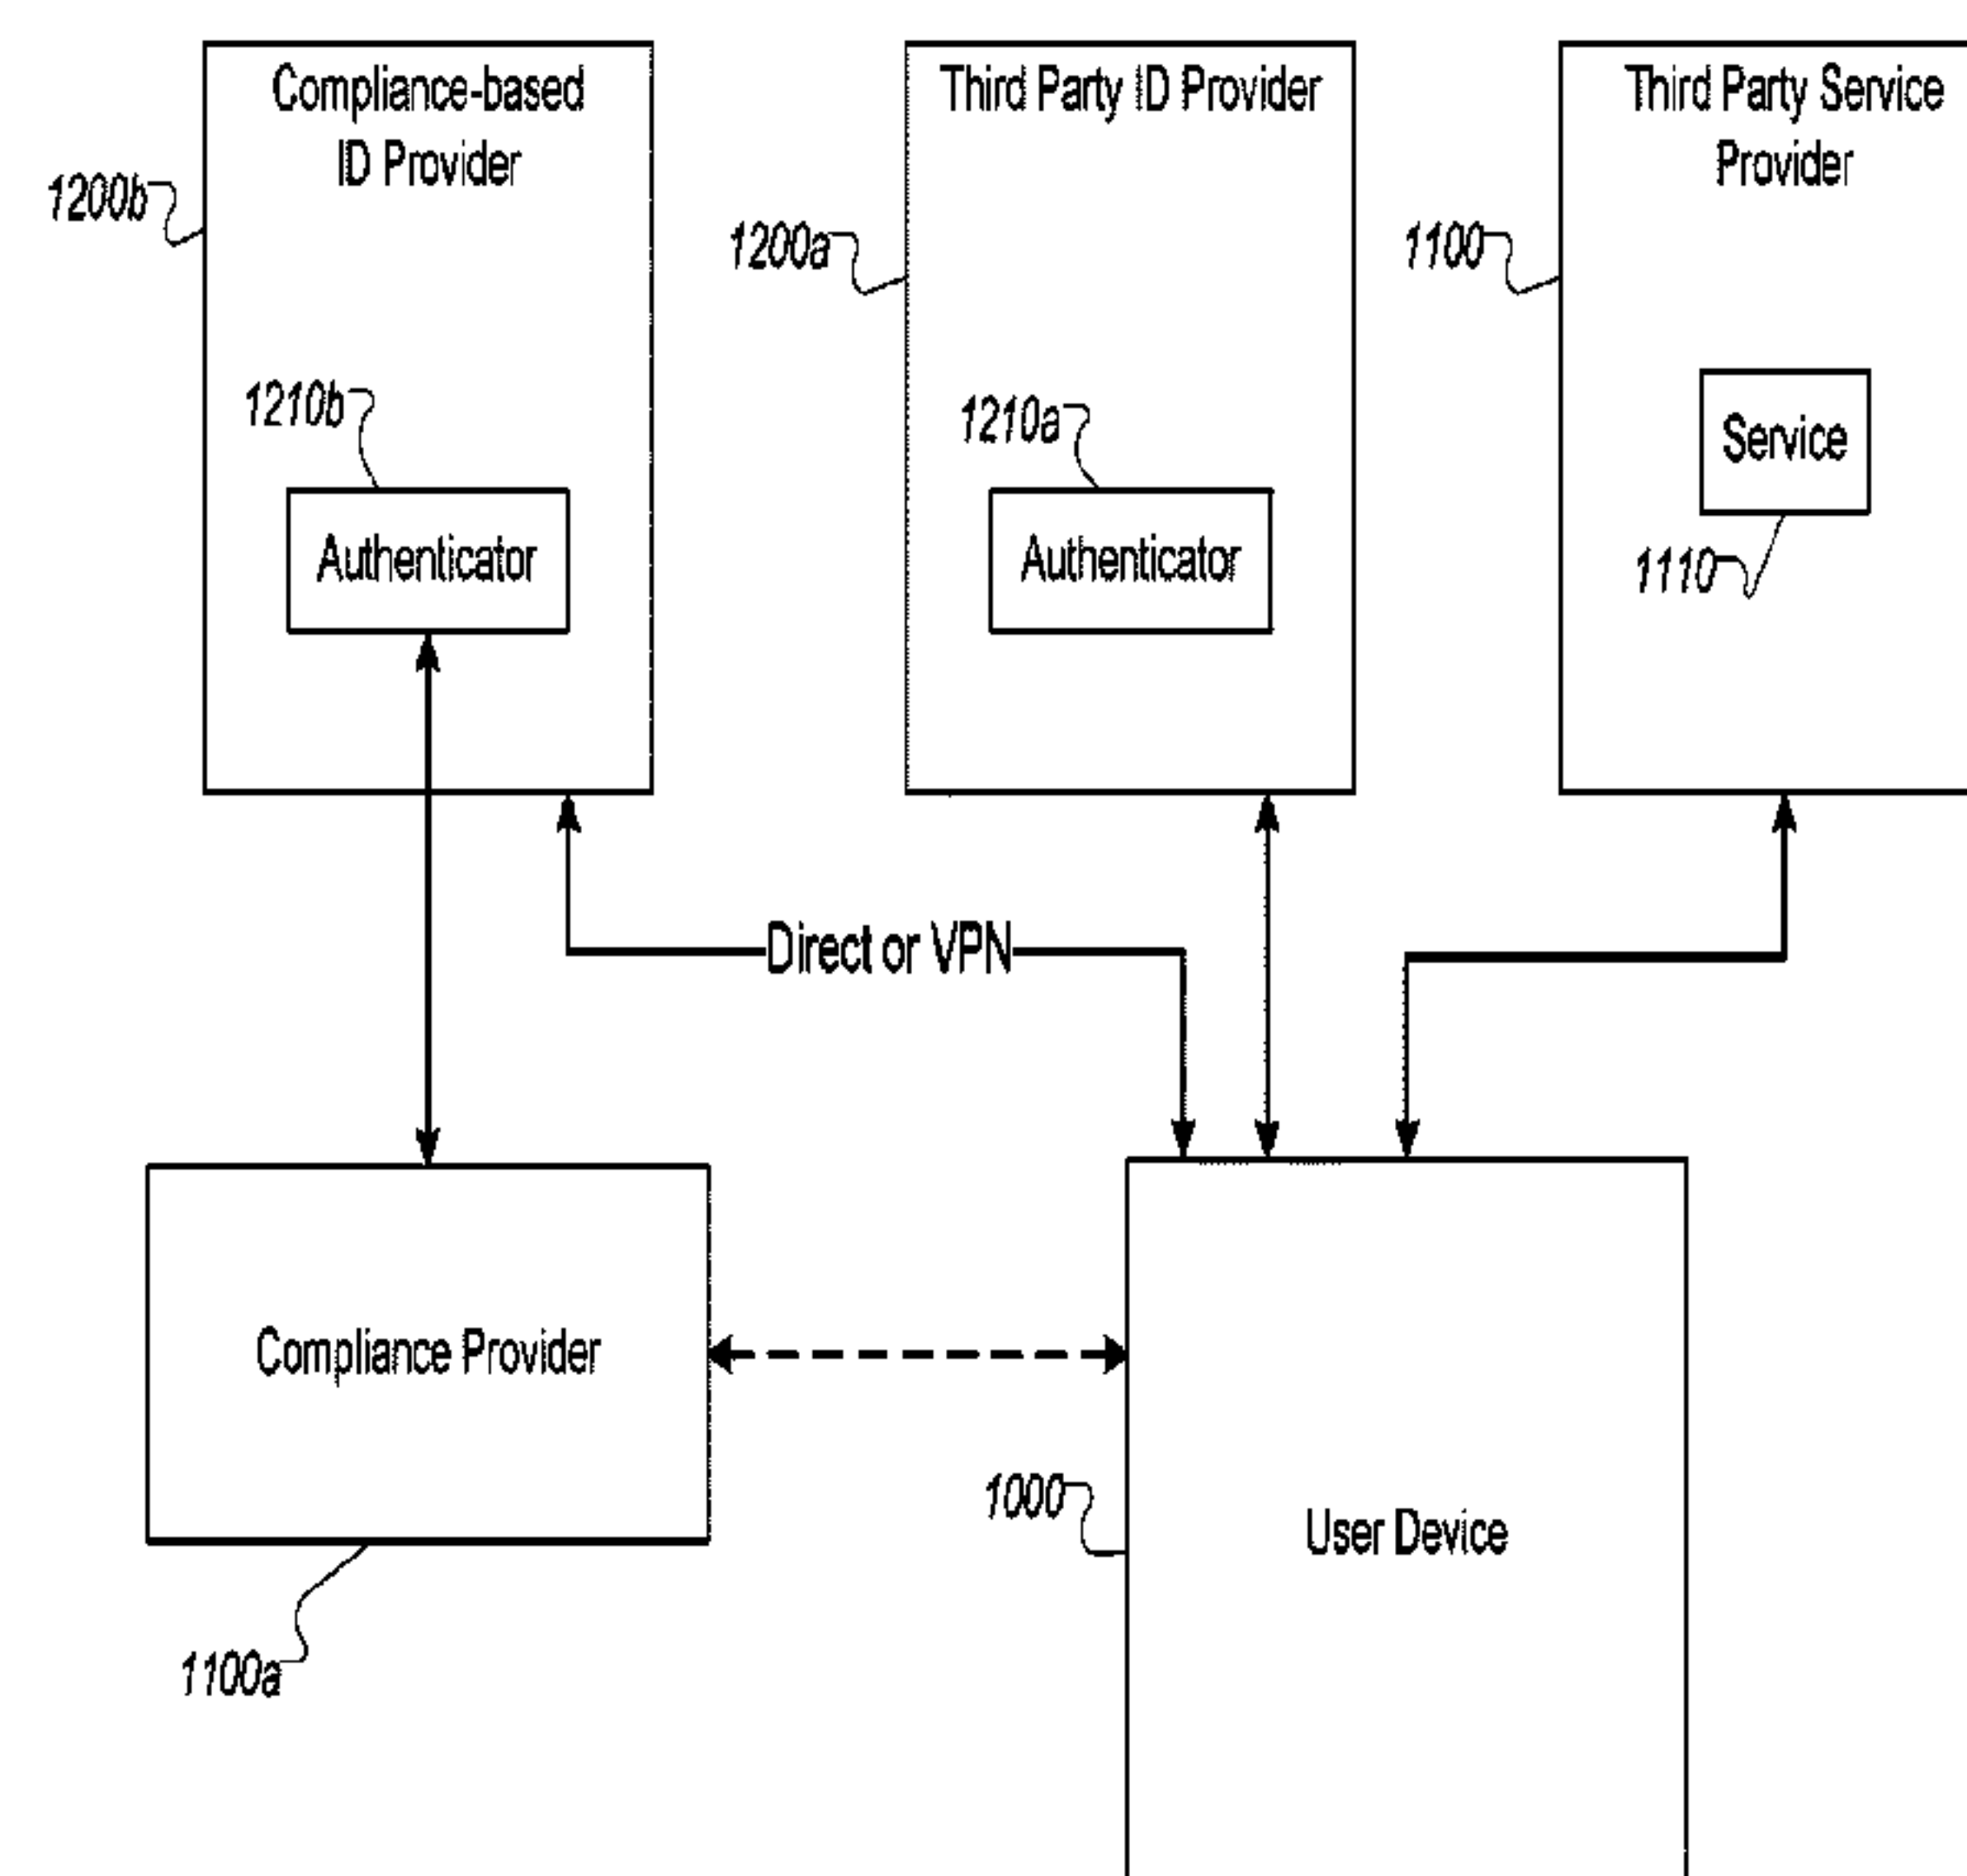 Compliance-based
ID Provider
1200b
1210b
Authenticator
Third Party ID Provider
1200a
1210a
Authenticator
Third Party Service
Provider
1100
Service
1110
Direct or VPN
Compliance Provider
1100a
1000
User Device